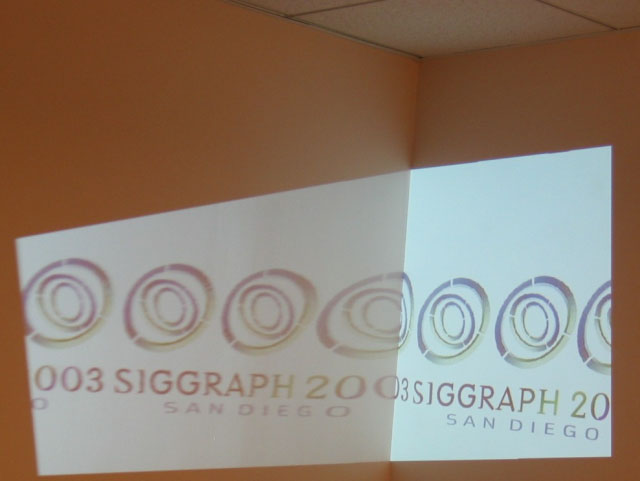 003 SIGGRAPH 200
O SAN DIEGO
03 SIGGRAPH 20
SAN DIEGO